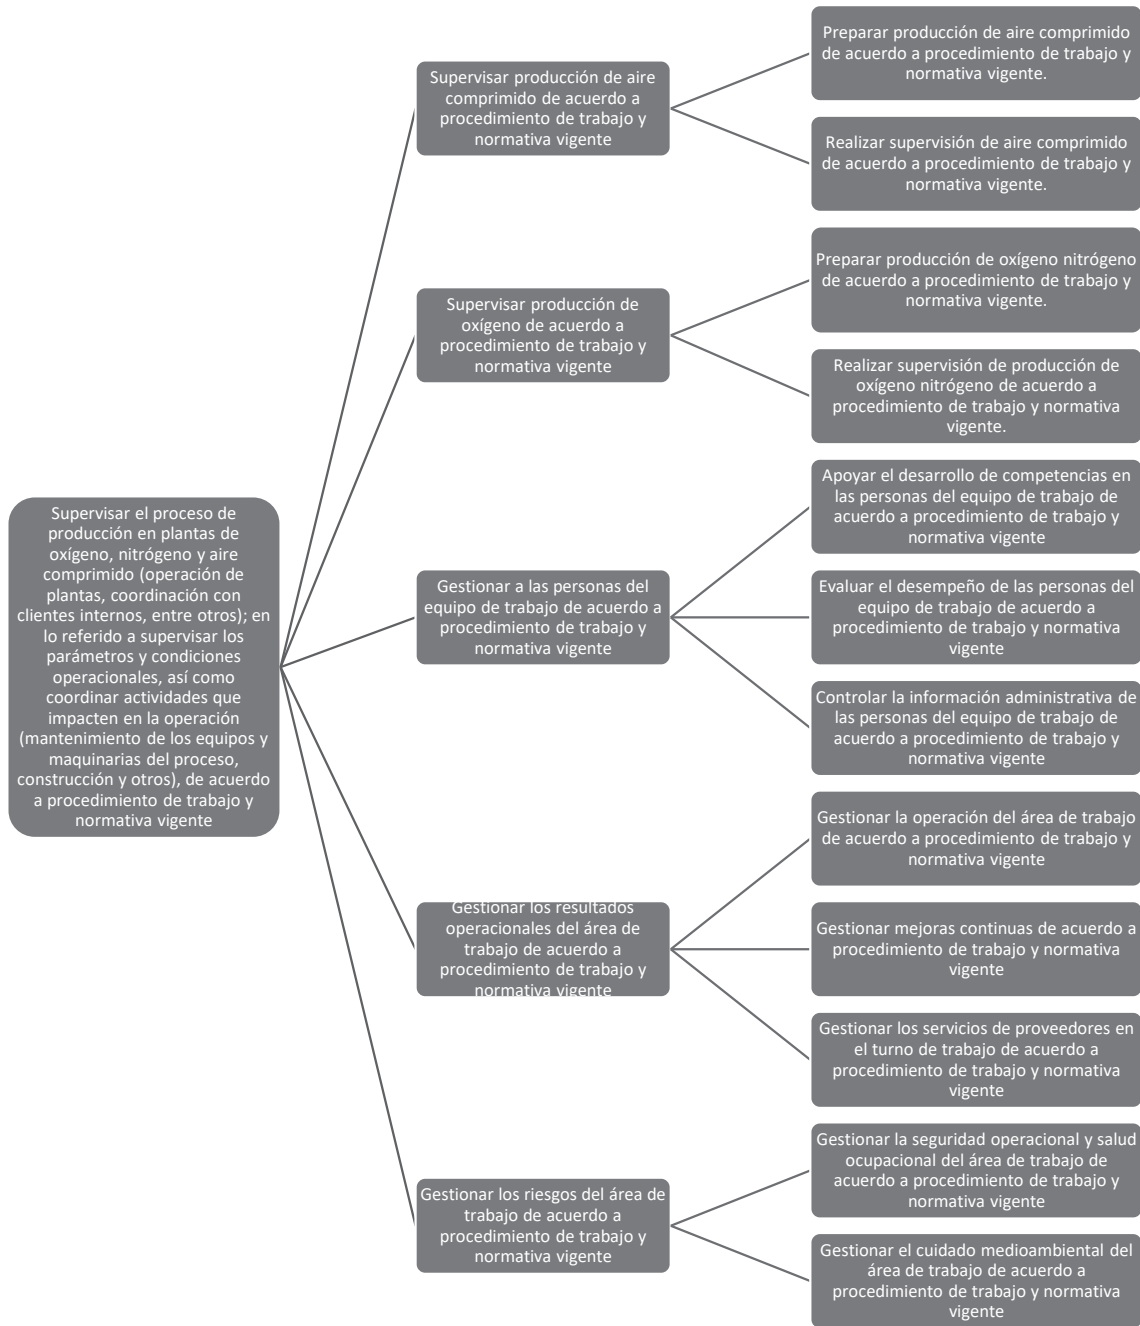 Supervisar el proceso de
producción en plantas de
oxígeno, nitrógeno y aire
comprimido (operación de
plantas, coordinación con
clientes internos, entre otros); en
lo referido a supervisar los
parámetros y condiciones
operacionales, así como
coordinar actividades que
impacten en la operación
(mantenimiento de los equipos y
maquinarias del proceso,
construcción y otros), de acuerdo
a procedimiento de trabajo y
normativa vigente
Supervisar producción de aire
comprimido de acuerdo a
procedimiento de trabajo y
normativa vigente
Preparar producción de aire comprimido
de acuerdo a procedimiento de trabajo y
normativa vigente.
Realizar supervisión de aire comprimido
de acuerdo a procedimiento de trabajo y
normativa vigente.
Supervisar producción de
oxígeno de acuerdo a
procedimiento de trabajo y
normativa vigente
Preparar producción de oxígeno nitrógeno
de acuerdo a procedimiento de trabajo y
normativa vigente.
Realizar supervisión de producción de
oxígeno nitrógeno de acuerdo a
procedimiento de trabajo y normativa
vigente.
Gestionar a las personas del
equipo de trabajo de acuerdo a
procedimiento de trabajo y
normativa vigente
Apoyar el desarrollo de competencias en
las personas del equipo de trabajo de
acuerdo a procedimiento de trabajo y
normativa vigente
Evaluar el desempeño de las personas del
equipo de trabajo de acuerdo a
procedimiento de trabajo y normativa
vigente
Controlar la información administrativa de
las personas del equipo de trabajo de
acuerdo a procedimiento de trabajo y
normativa vigente
Gestionar los resultados
operacionales del área de
trabajo de acuerdo a
procedimiento de trabajo y
normativa vigente
Gestionar la operación del área de trabajo
de acuerdo a procedimiento de trabajo y
normativa vigente
Gestionar mejoras continuas de acuerdo a
procedimiento de trabajo y normativa
vigente
Gestionar los servicios de proveedores en
el turno de trabajo de acuerdo a
procedimiento de trabajo y normativa
vigente
Gestionar los riesgos del área de
trabajo de acuerdo a
procedimiento de trabajo y
normativa vigente
Gestionar la seguridad operacional y salud
ocupacional del área de trabajo de
acuerdo a procedimiento de trabajo y
normativa vigente
Gestionar el cuidado medioambiental del
área de trabajo de acuerdo a
procedimiento de trabajo y normativa
vigente